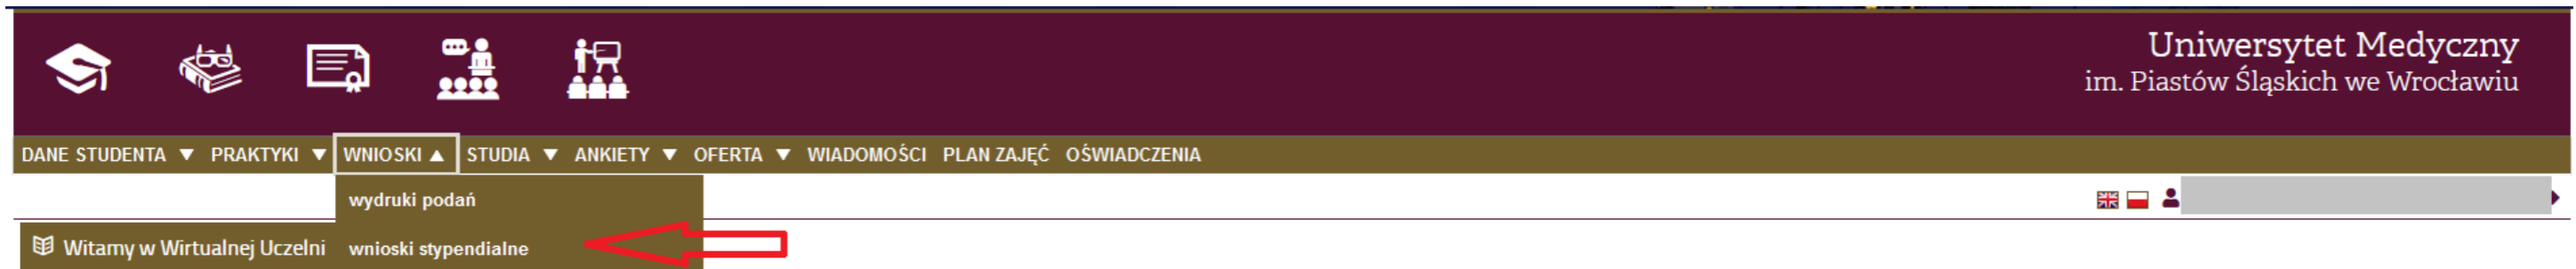 Uniwersytet Medyczny
im. Piastów Śląskich we Wrocławiu
DANE STUDENTA ▼ PRAKTYKI ▼ WNIOSKI ▲ STUDIA ▼ ANKIETY ▼ OFERTA ▼ WIADOMOŚCI PLAN ZAJĘĆ OŚWIADCZENIA
wydruki podań
Witamy w Wirtualnej Uczelni
wnioski stypendialne